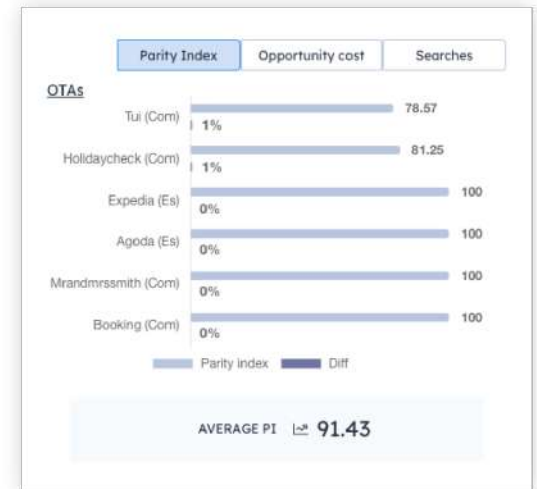 Parity Index Opportunity cost Searches
OTAs
Tui (Com) 78.57
1%
Holidaycheck (Com) 81.25
1%
Expedia (Es) 100
0%
Agoda (Es) 100
0%
Mrandmrssmith (Com) 100
0%
Booking (Com) 100
0%
Parity index Diff
AVERAGE PI 91.43